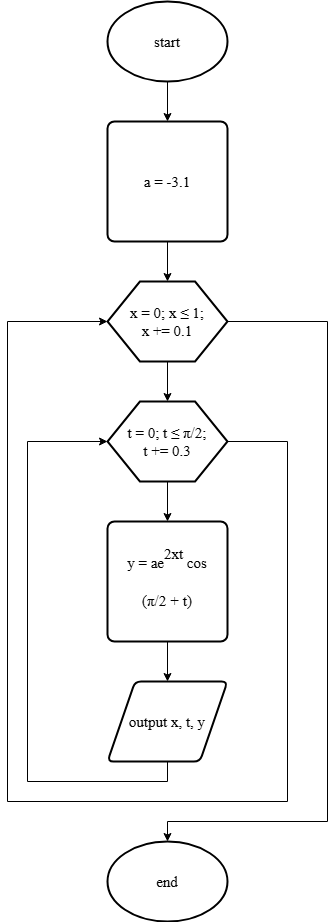 start
a = -3.1
x = 0; x ≤ 1;
x += 0.1
t = 0; t ≤ π/2;
t += 0.3
y = ae^2xt cos
(π/2 + t)
output x, t, y
end